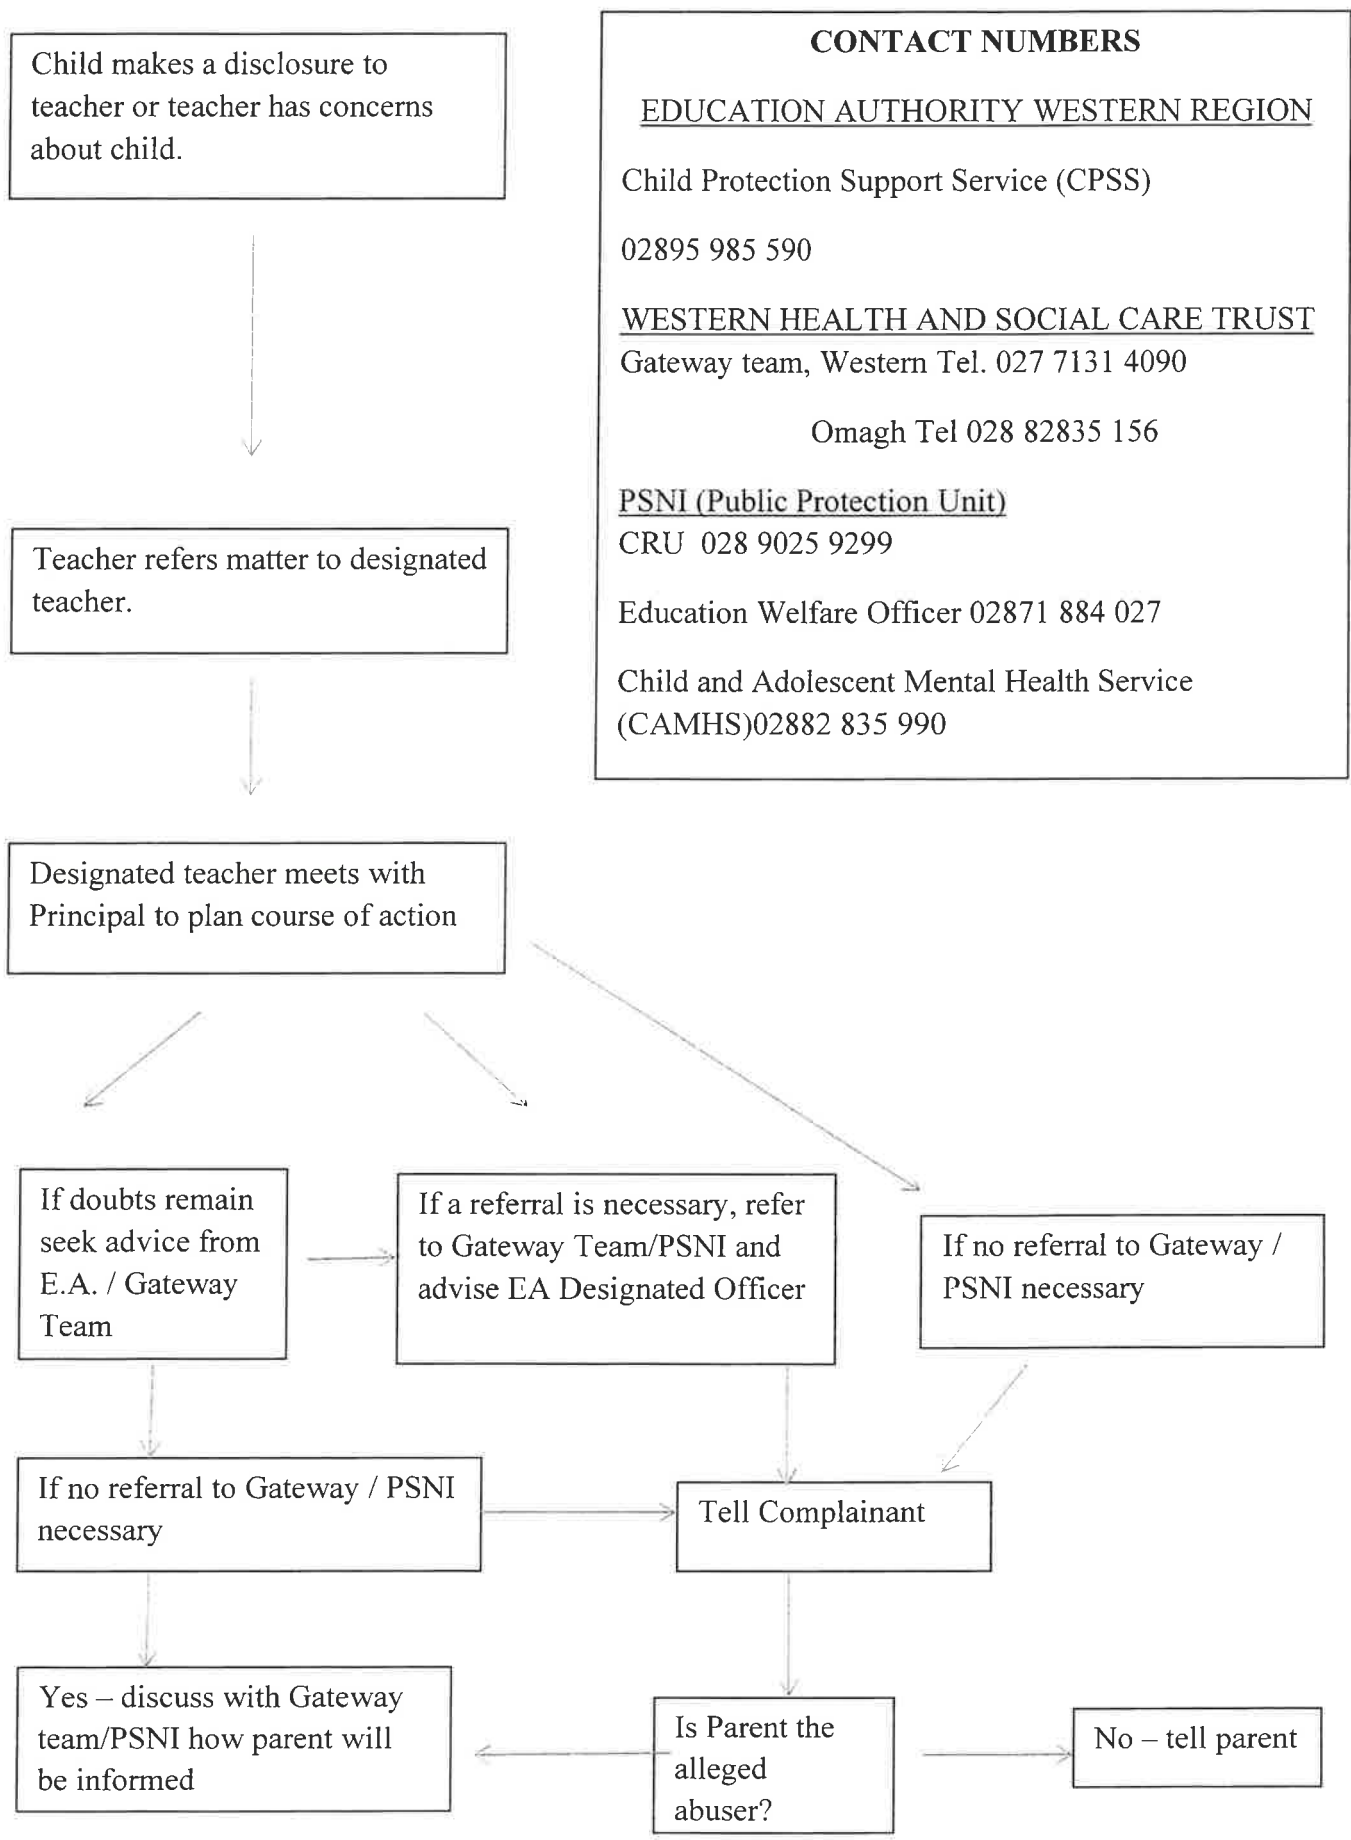 Child makes a disclosure to
teacher or teacher has concerns
about child.
CONTACT NUMBERS
EDUCATION AUTHORITY WESTERN REGION
Child Protection Support Service (CPSS)
02895 985 590
WESTERN HEALTH AND SOCIAL CARE TRUST
Gateway team, Western Tel. 027 7131 4090
Omagh Tel 028 82835 156
PSNI (Public Protection Unit)
CRU 028 9025 9299
Education Welfare Officer 02871 884 027
Child and Adolescent Mental Health Service
(CAMHS)02882 835 990
Teacher refers matter to designated
teacher.
Designated teacher meets with
Principal to plan course of action
If doubts remain
seek advice from
E.A. / Gateway
Team
If a referral is necessary, refer
to Gateway Team/PSNI and
advise EA Designated Officer
If no referral to Gateway /
PSNI necessary
If no referral to Gateway / PSNI
necessary
Tell Complainant
Yes – discuss with Gateway
team/PSNI how parent will
be informed
Is Parent the
alleged
abuser?
No – tell parent